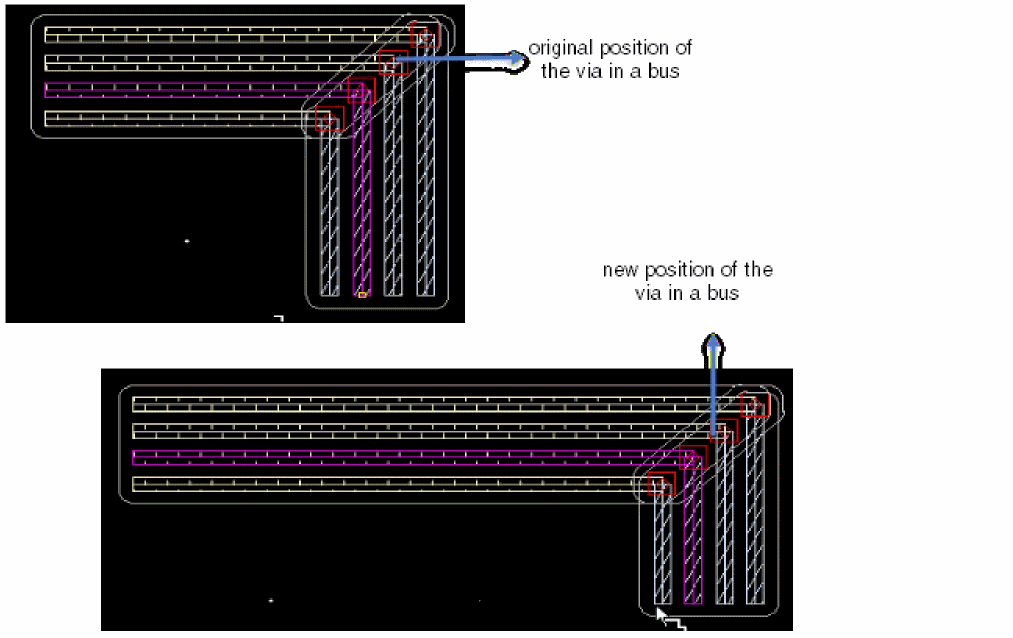 original position of
the via in a bus
new position of the
via in a bus